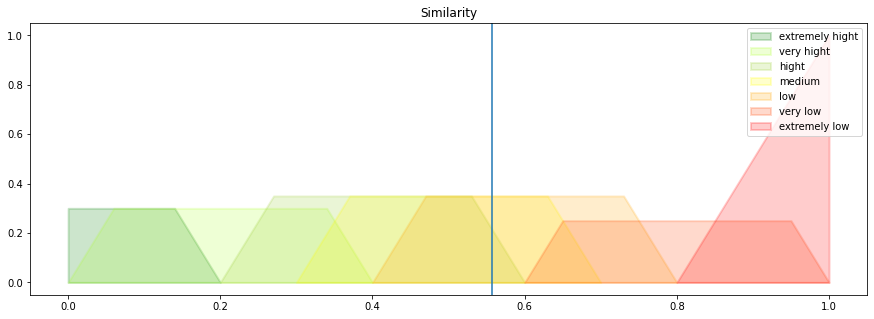 Similarity
1.0
0.8
0.6
0.4
0.2
0.0
extremely hight
very hight
hight
medium
low
very low
extremely low
0.0 0.2 0.4 0.6 0.8 1.0